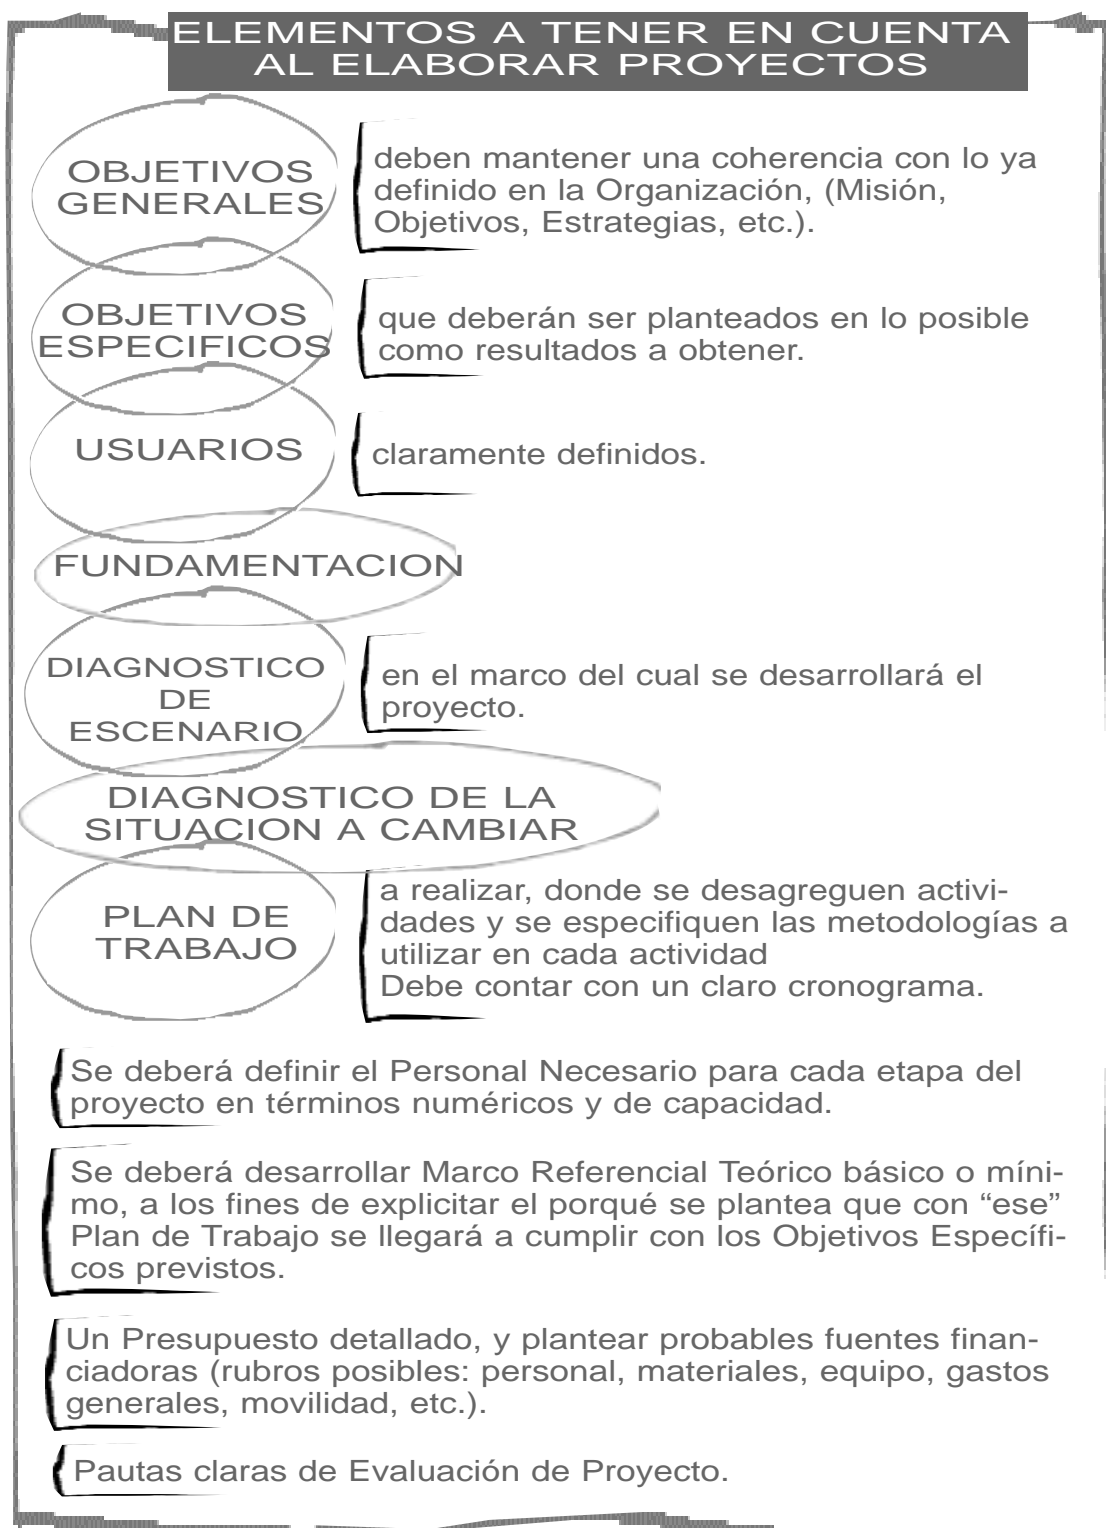 ELEMENTOS A TENER EN CUENTA
AL ELABORAR PROYECTOS
OBJETIVOS
GENERALES
deben mantener una coherencia con lo ya
definido en la Organización, (Misión,
Objetivos, Estrategias, etc.).
OBJETIVOS
ESPECIFICOS
que deberán ser planteados en lo posible
como resultados a obtener.
USUARIOS
claramente definidos.
FUNDAMENTACION
DIAGNOSTICO
DE
ESCENARIO
en el marco del cual se desarrollará el
proyecto.
DIAGNOSTICO DE LA
SITUACION A CAMBIAR
PLAN DE
TRABAJO
a realizar, donde se desagreguen activi-
dades y se especifiquen las metodologías a
utilizar en cada actividad
Debe contar con un claro cronograma.
Se deberá definir el Personal Necesario para cada etapa del
proyecto en términos numéricos y de capacidad.
Se deberá desarrollar Marco Referencial Teórico básico o míni-
mo, a los fines de explicitar el porqué se plantea que con “ese”
Plan de Trabajo se llegará a cumplir con los Objetivos Específi-
cos previstos.
Un Presupuesto detallado, y plantear probables fuentes finan-
ciadoras (rubros posibles: personal, materiales, equipo, gastos
generales, movilidad, etc.).
Pautas claras de Evaluación de Proyecto.